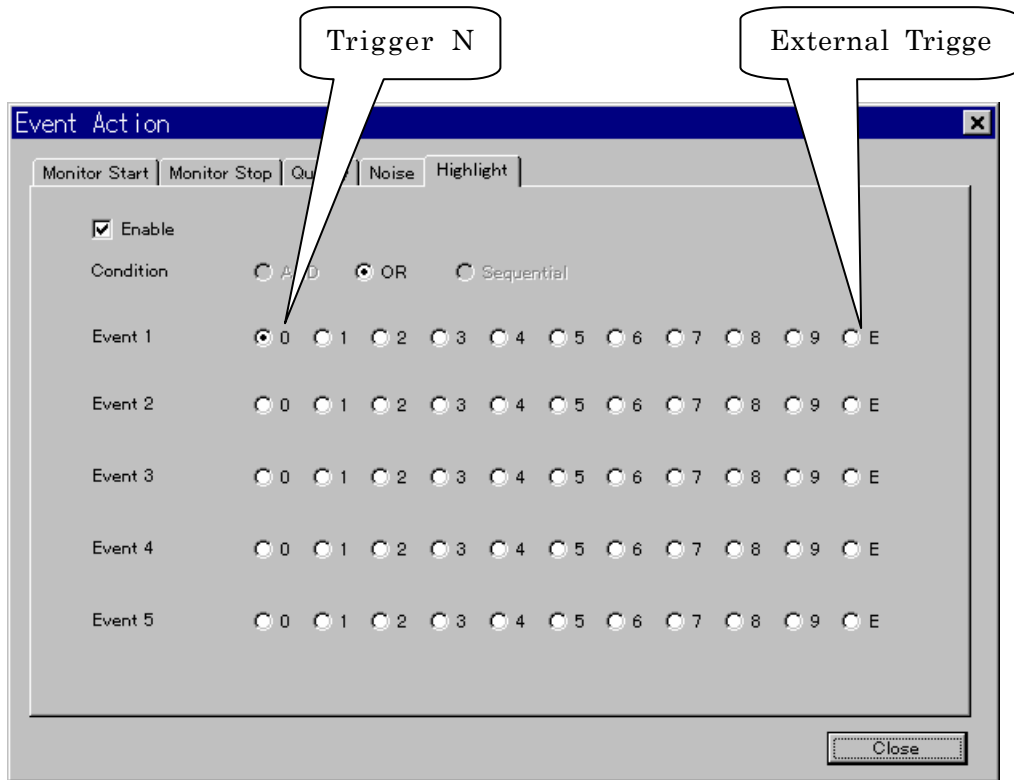 Trigger N
External Trigge
Event Action
Monitor Start Monitor Stop Noise Highlight
Enable
Condition OR Sequential
Event 1 0 1 2 3 4 5 6 7 8 9 E
Event 2 0 1 2 3 4 5 6 7 8 9 E
Event 3 0 1 2 3 4 5 6 7 8 9 E
Event 4 0 1 2 3 4 5 6 7 8 9 E
Event 5 0 1 2 3 4 5 6 7 8 9 E
Close